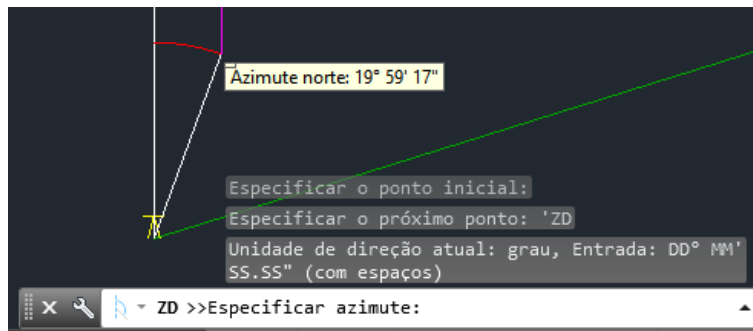 Azimute norte: 19° 59' 17"
Especificar o ponto inicial:
Especificar o próximo ponto: 'ZD
Unidade de direção atual: grau, Entrada: DD° MM'
SS.SS" (com espaços)
ZD >>Especificar azimute: